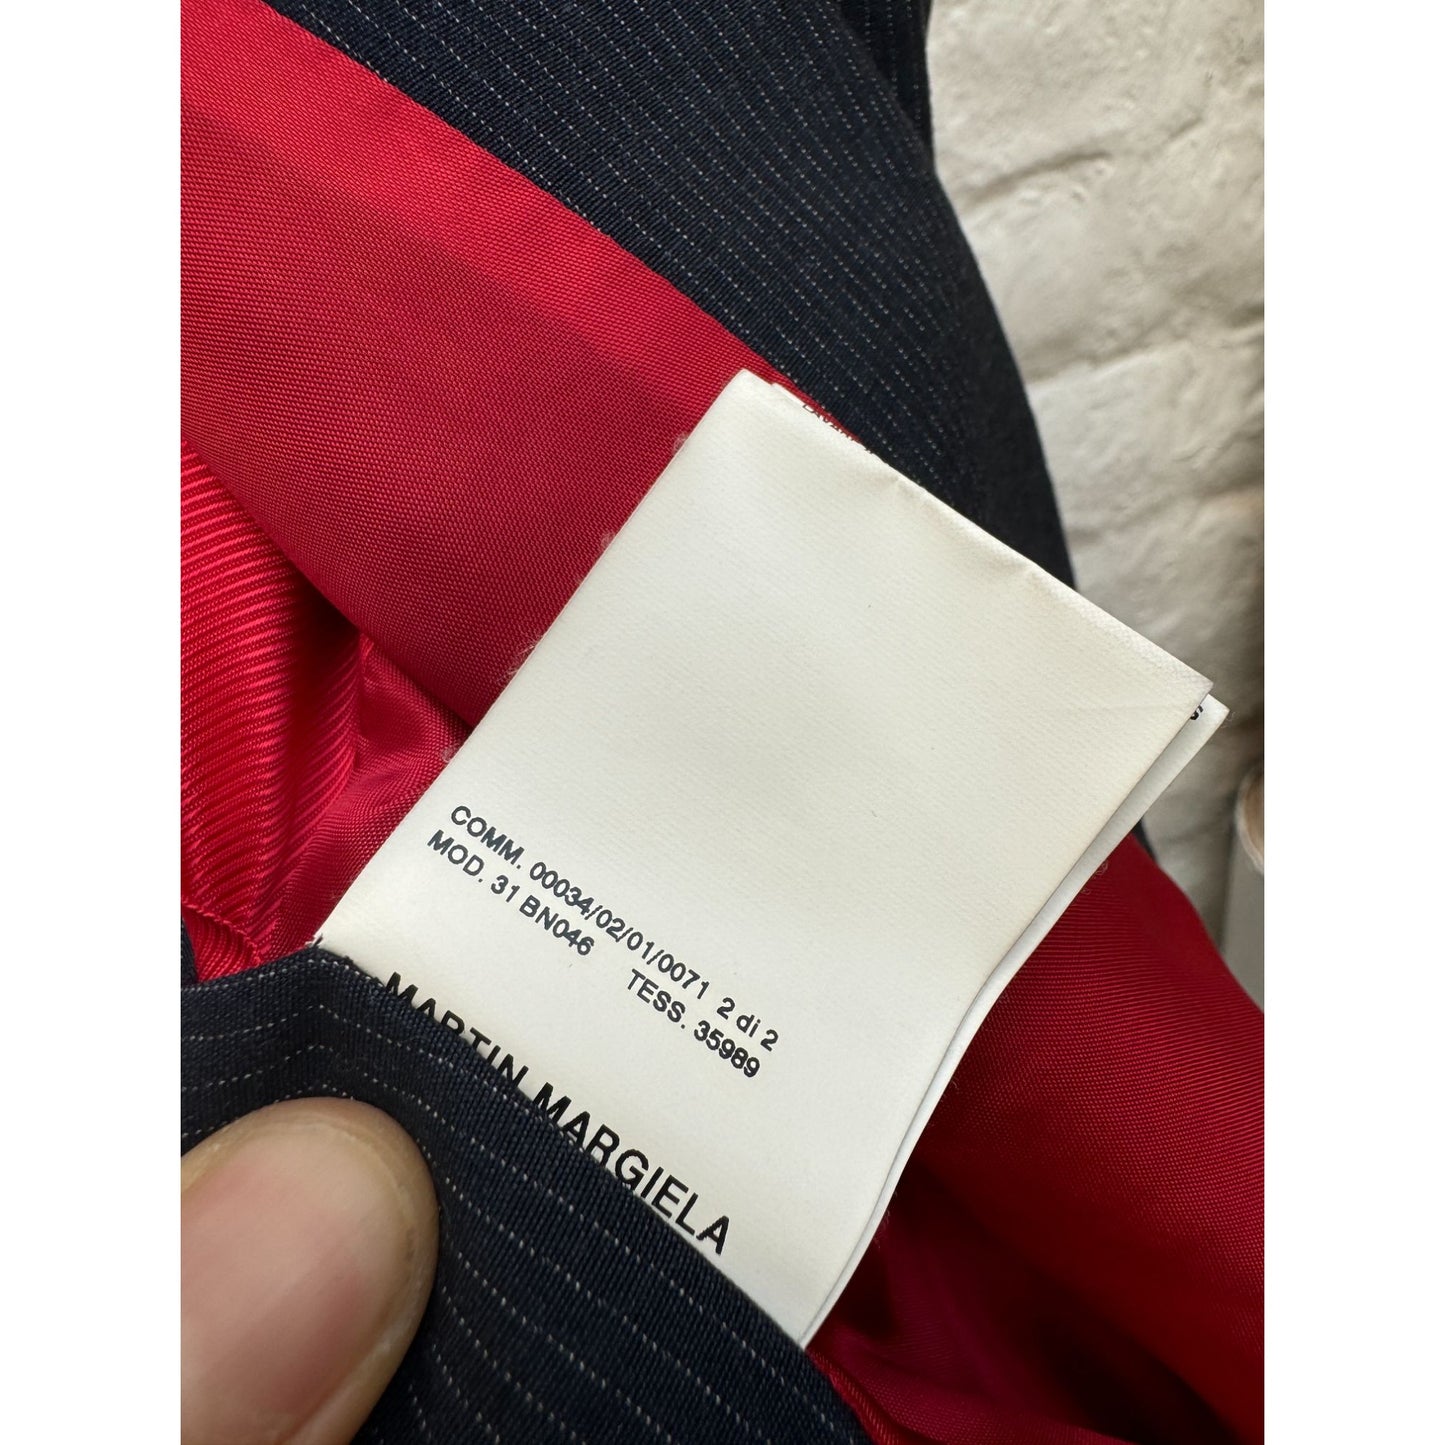 COMM. 00034/02/01/0071 2 di 2
MOD. 31 BN046 TESS. 35989
MARTIN MARGIELA